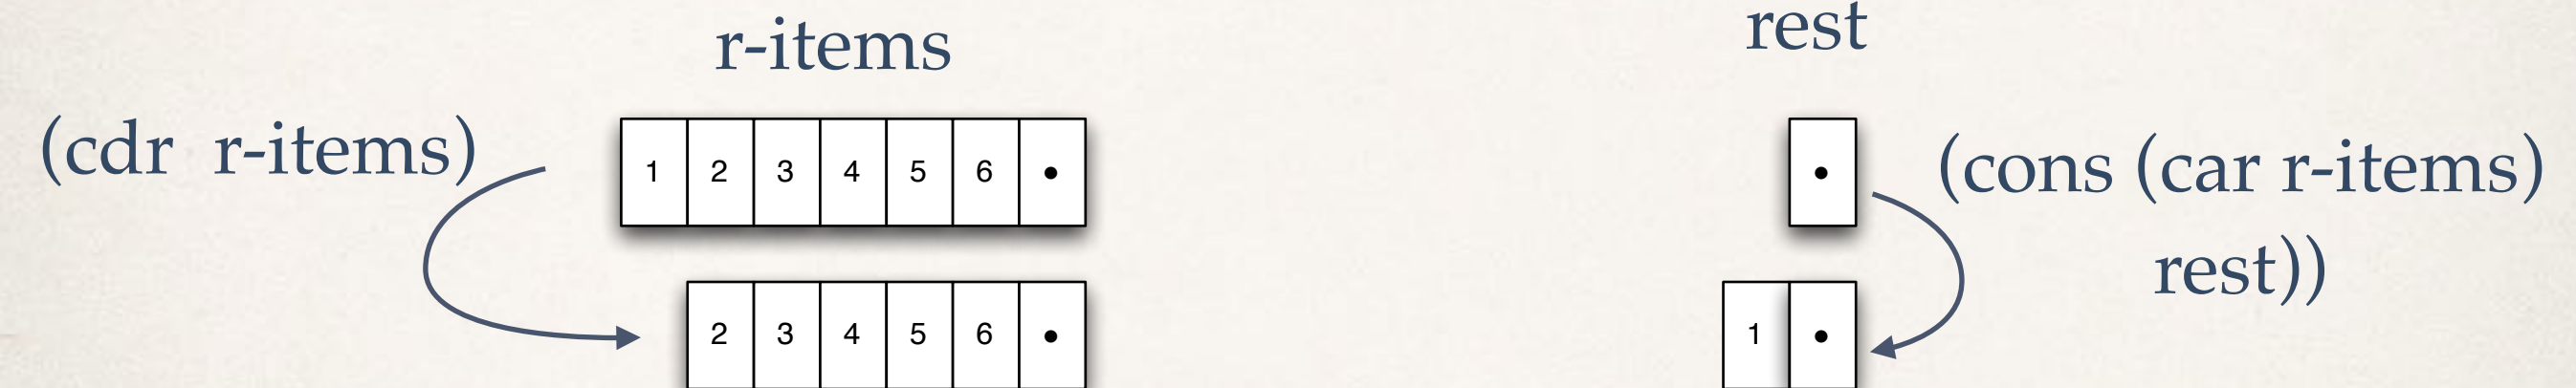 r-items
rest
(cdr r-items)
1 2 3 4 5 6 •
•
(cons (car r-items)
rest))
2 3 4 5 6 •
1 •